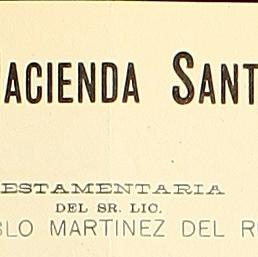 ACIENDA SANT
ESTAMENTARIA
DEL SR. LIC.
BLO MARTINEZ DEL R